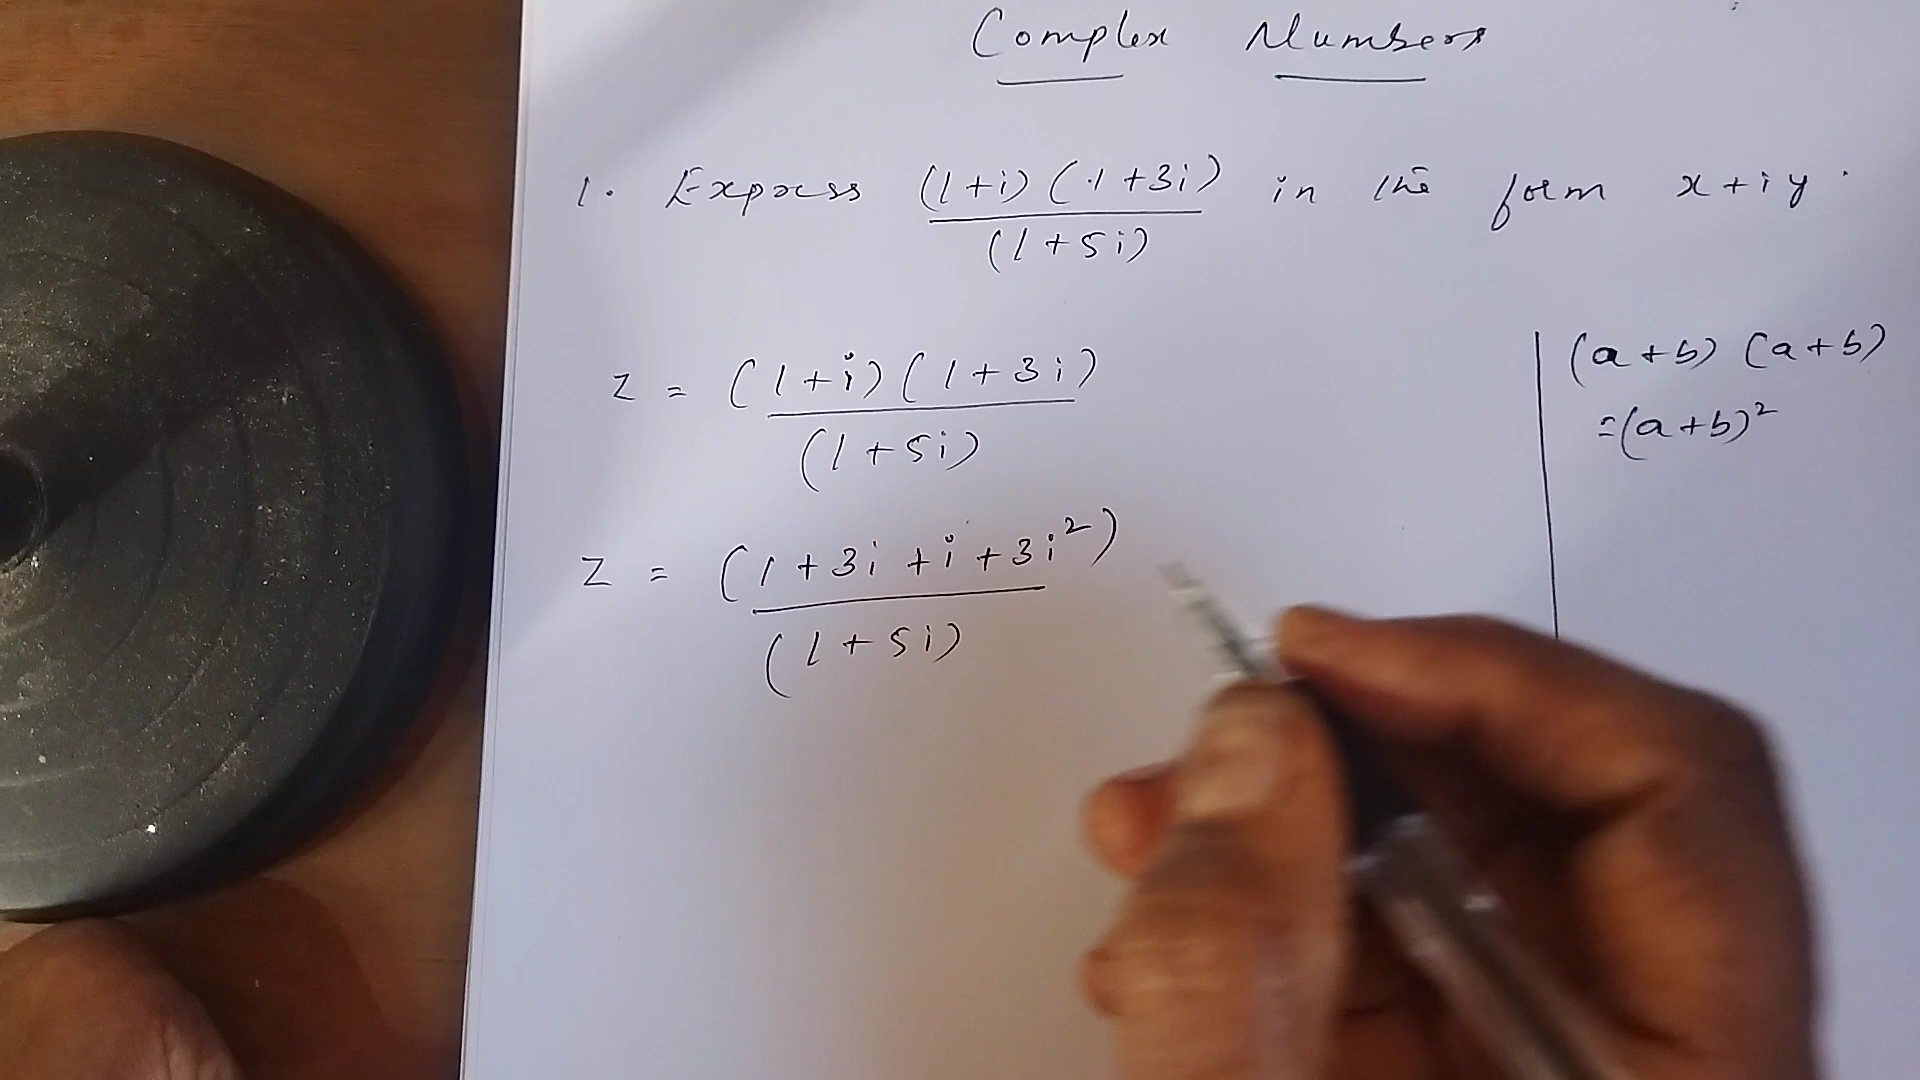 Complex Numbers
1. Express (1+i)(1+3i) / (1+5i) in the form x+iy.
z = (1+i)(1+3i) / (1+5i)
z = (1+3i+i+3i²) / (1+5i)
(a+b)(a+b)
=(a+b)²